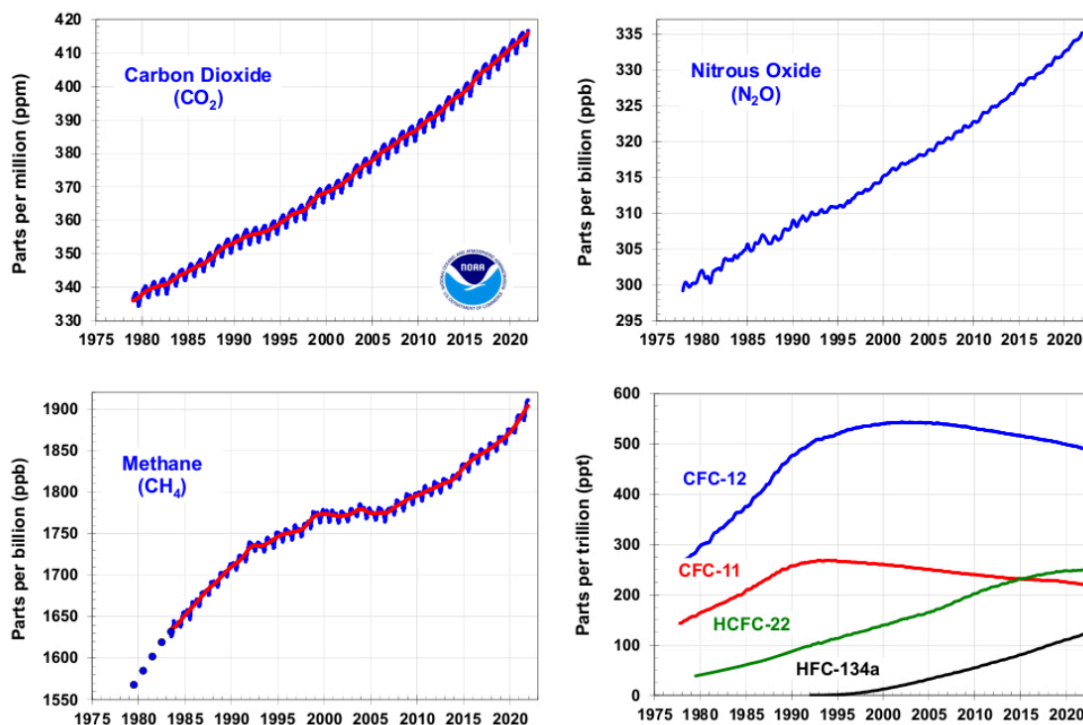 420
410
400
390
380
370
360
350
340
330
Parts per million (ppm)
Carbon Dioxide
(CO₂)
NOAA
1975 1980 1985 1990 1995 2000 2005 2010 2015 2020
335
330
325
320
315
310
305
300
295
Parts per billion (ppb)
Nitrous Oxide
(N₂O)
1975 1980 1985 1990 1995 2000 2005 2010 2015 2020
1900
1850
1800
1750
1700
1650
1600
1550
Parts per billion (ppb)
Methane
(CH₄)
1975 1980 1985 1990 1995 2000 2005 2010 2015 2020
600
500
400
300
200
100
0
Parts per trillion (ppt)
CFC-12
CFC-11
HCFC-22
HFC-134a
1975 1980 1985 1990 1995 2000 2005 2010 2015 2020